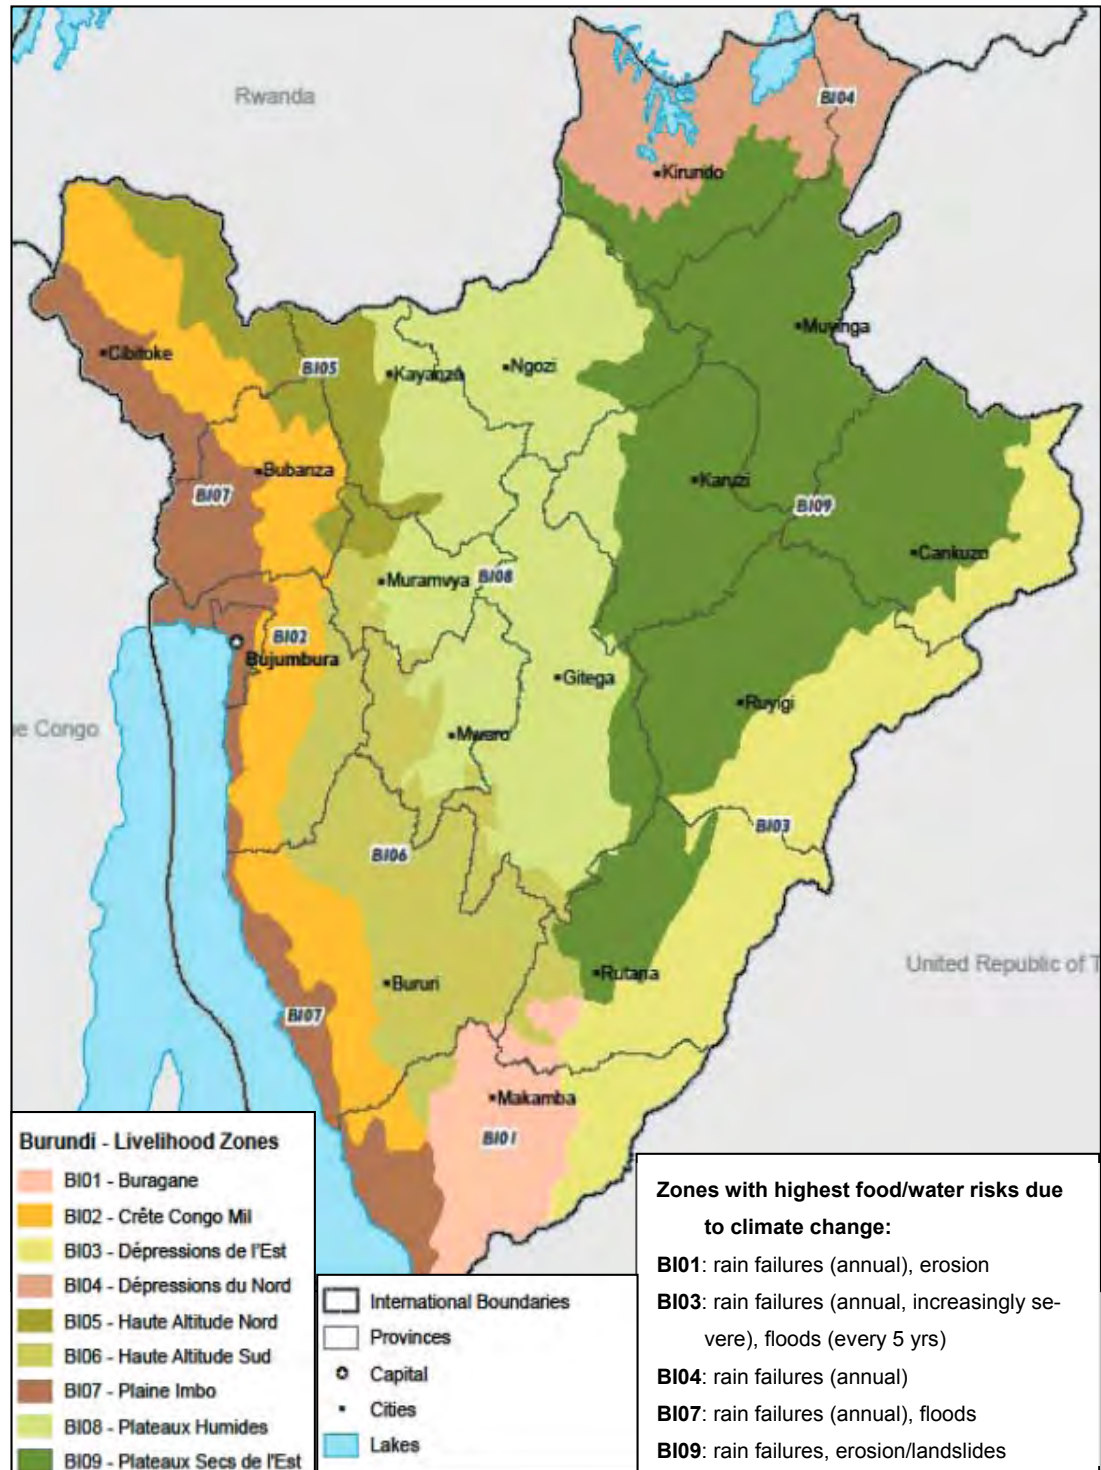 Rwanda
BI04
Kirundo
Muyinga
Cibitoke
BI05
Kayanza
Ngozi
Bubanza
BI07
Karuzi
BI09
Cankuzo
Muramvya
BI08
BI02
Bujumbura
Gitega
Ruyigi
e Congo
Mwaro
BI03
BI06
United Republic of T
Rutana
Bururi
BI07
Makamba
BI01
Burundi - Livelihood Zones
BI01 - Buragane
BI02 - Crête Congo Mil
BI03 - Dépressions de l'Est
BI04 - Dépressions du Nord
BI05 - Haute Altitude Nord
BI06 - Haute Altitude Sud
BI07 - Plaine Imbo
BI08 - Plateaux Humides
BI09 - Plateaux Secs de l'Est
International Boundaries
Provinces
Capital
Cities
Lakes
Zones with highest food/water risks due
to climate change:
BI01: rain failures (annual), erosion
BI03: rain failures (annual, increasingly se-
vere), floods (every 5 yrs)
BI04: rain failures (annual)
BI07: rain failures (annual), floods
BI09: rain failures, erosion/landslides